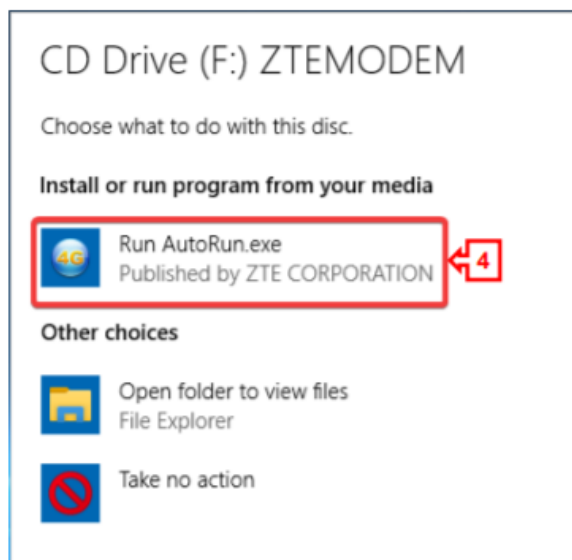 CD Drive (F:) ZTEMODEM
Choose what to do with this disc.
Install or run program from your media
4G
Run AutoRun.exe
Published by ZTE CORPORATION
4
Other choices
Open folder to view files
File Explorer
Take no action